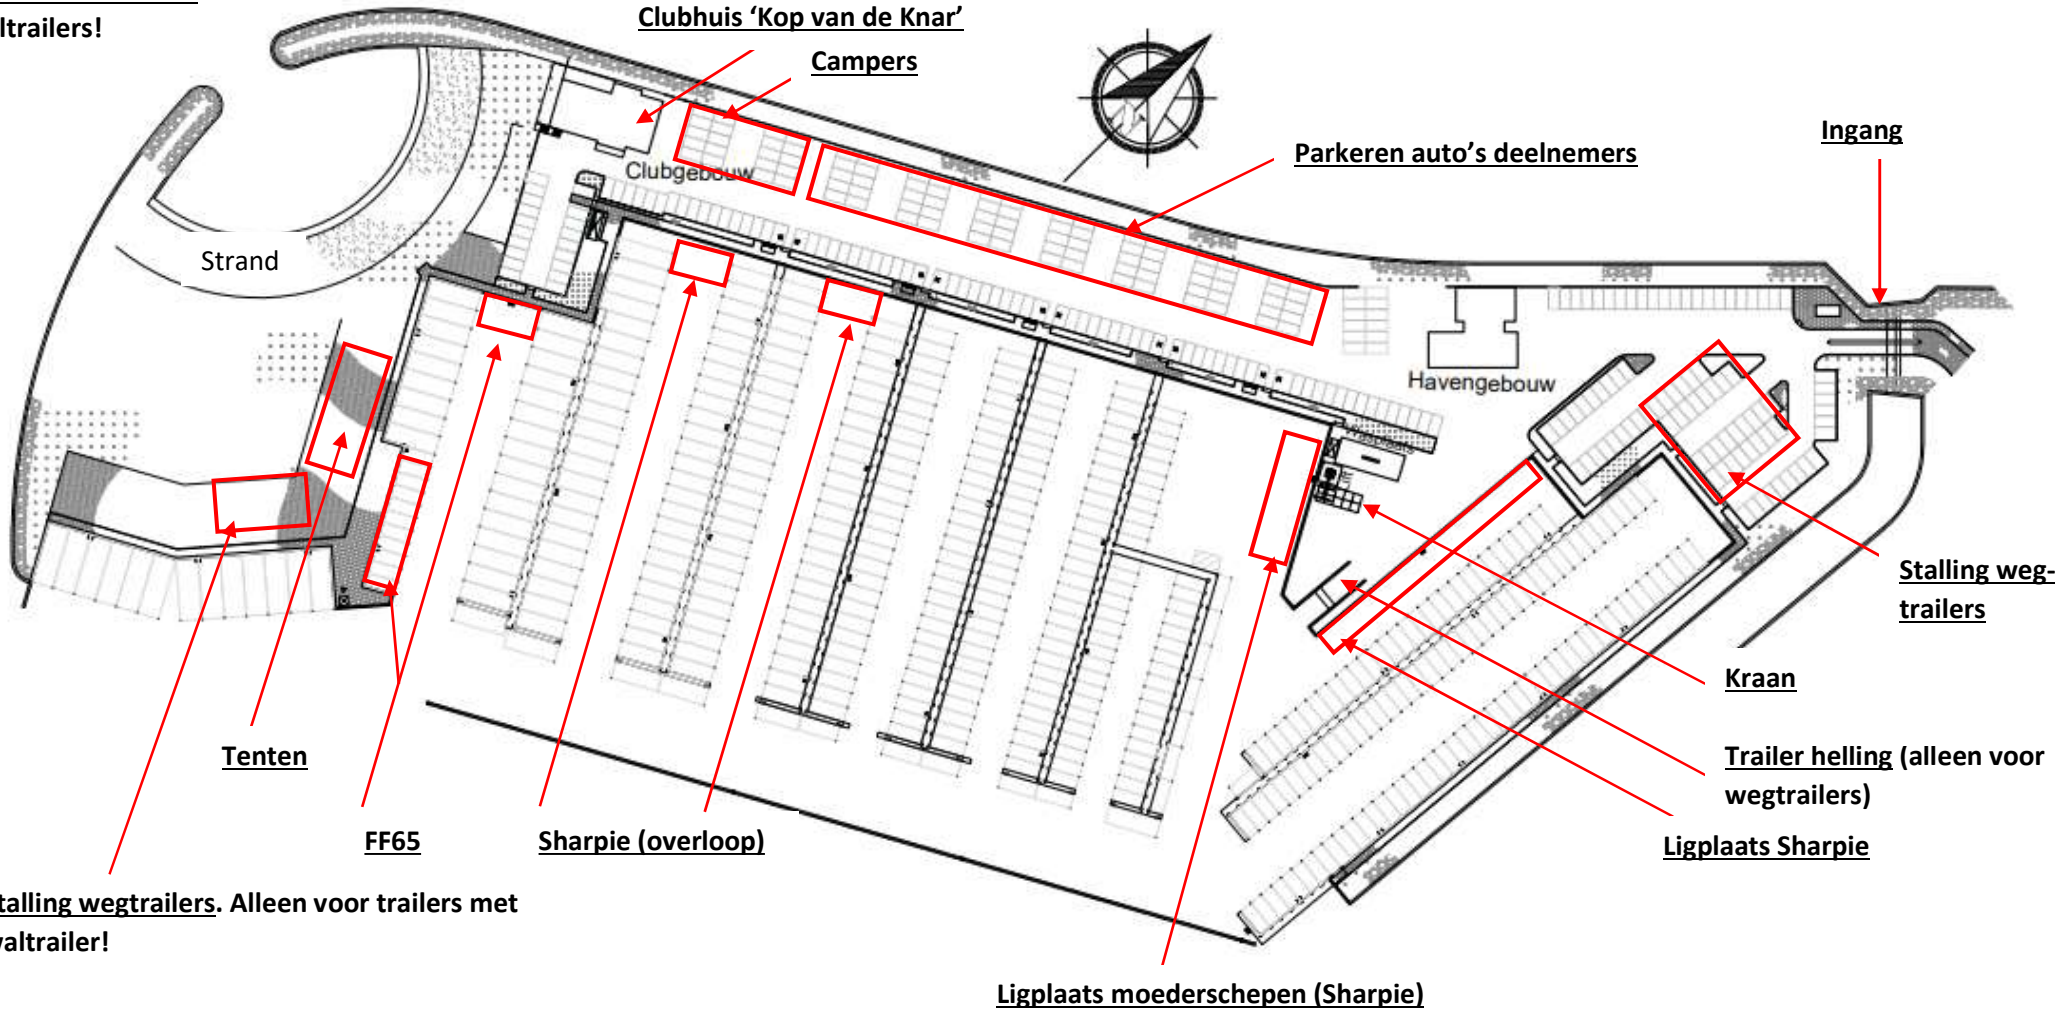 ltrailers!
Clubhuis ‘Kop van de Knar’
Campers
Parkeren auto’s deelnemers
Ingang
Clubgebouw
Strand
Havengebouw
Stalling weg-
trailers
Kraan
Trailer helling (alleen voor
wegtrailers)
Ligplaats Sharpie
Tenten
FF65
Sharpie (overloop)
talling wegtrailers. Alleen voor trailers met
valtrailer!
Ligplaats moederschepen (Sharpie)